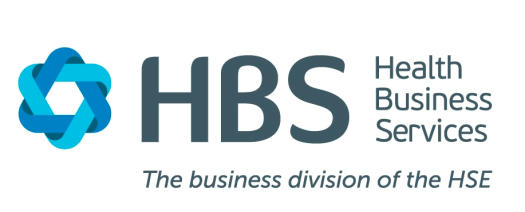 HBS
Health
Business
Services
The business division of the HSE